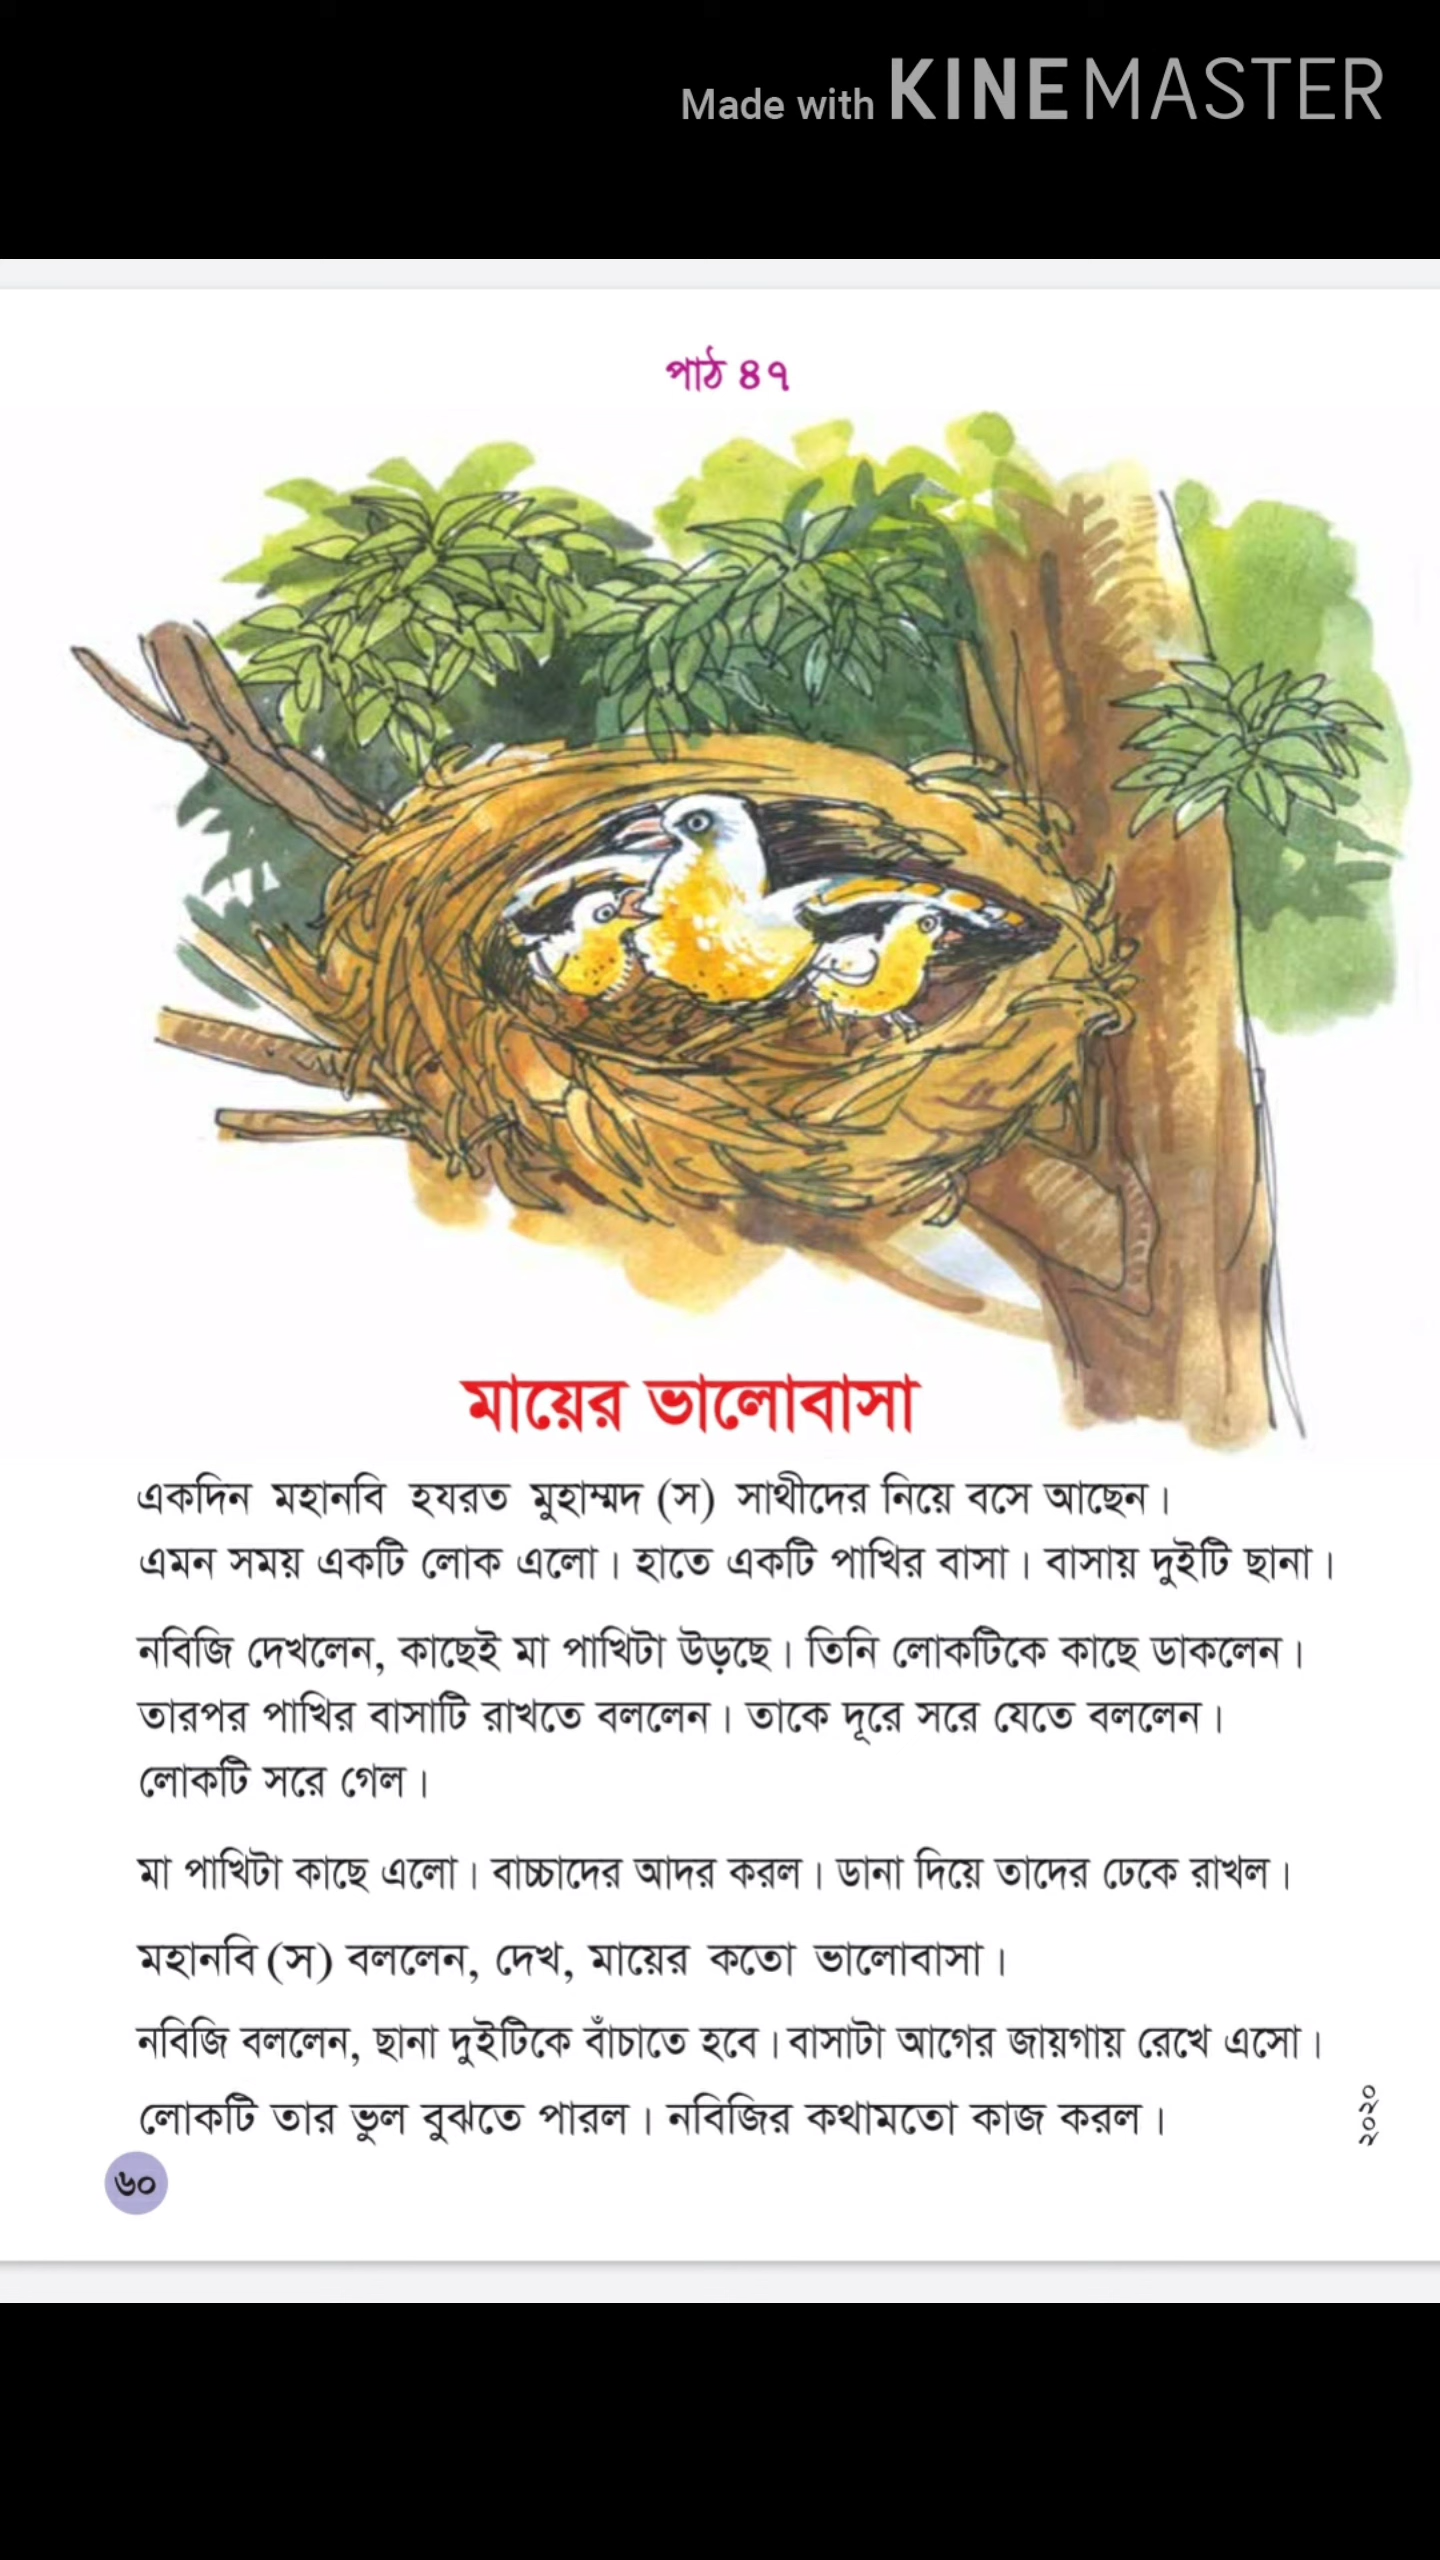 Made with KINEMASTER
পাঠ ৪৭
মায়ের ভালোবাসা
একদিন মহানবি হযরত মুহাম্মদ (স) সাথীদের নিয়ে বসে আছেন।
এমন সময় একটি লোক এলো। হাতে একটি পাখির বাসা। বাসায় দুইটি ছানা।
নবিজি দেখলেন, কাছেই মা পাখিটা উড়ছে। তিনি লোকটিকে কাছে ডাকলেন।
তারপর পাখির বাসাটি রাখতে বললেন। তাকে দূরে সরে যেতে বললেন।
লোকটি সরে গেল।
মা পাখিটা কাছে এলো। বাচ্চাদের আদর করল। ডানা দিয়ে তাদের ঢেকে রাখল।
মহানবি (স) বললেন, দেখ, মায়ের কতো ভালোবাসা।
নবিজি বললেন, ছানা দুইটিকে বাঁচাতে হবে। বাসাটা আগের জায়গায় রেখে এসো।
লোকটি তার ভুল বুঝতে পারল। নবিজির কথামতো কাজ করল।
২০২০
৬০